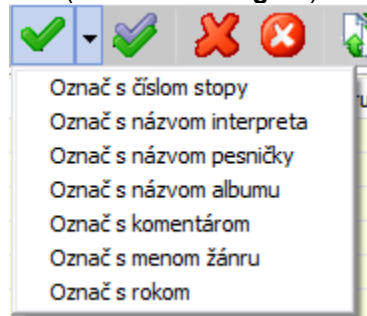 Označ s číslom stopy
Označ s názvom interpreta
Označ s názvom pesničky
Označ s názvom albumu
Označ s komentárom
Označ s menom žánru
Označ s rokom